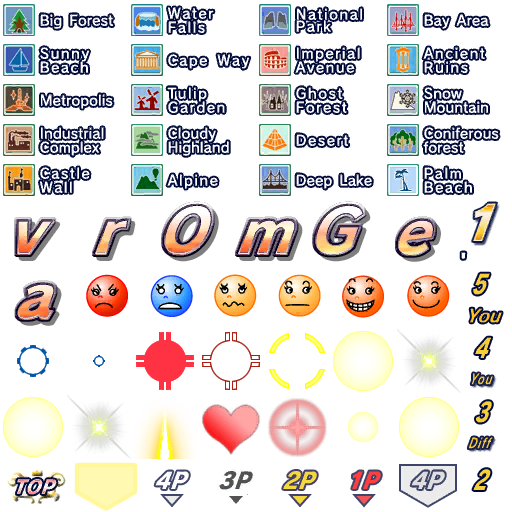 Big Forest
Water
Falls
National
Park
Bay Area
Sunny
Beach
Cape Way
Imperial
Avenue
Ancient
Ruins
Metropolis
Tulip
Garden
Ghost
Forest
Snow
Mountain
Industrial
Complex
Cloudy
Highland
Desert
Coniferous
forest
Castle
Wall
Alpine
Deep Lake
Palm
Beach
v r O m G e , 1
a
5
You
4
You
3
Diff
TOP 4P 3P 2P 1P 4P 2